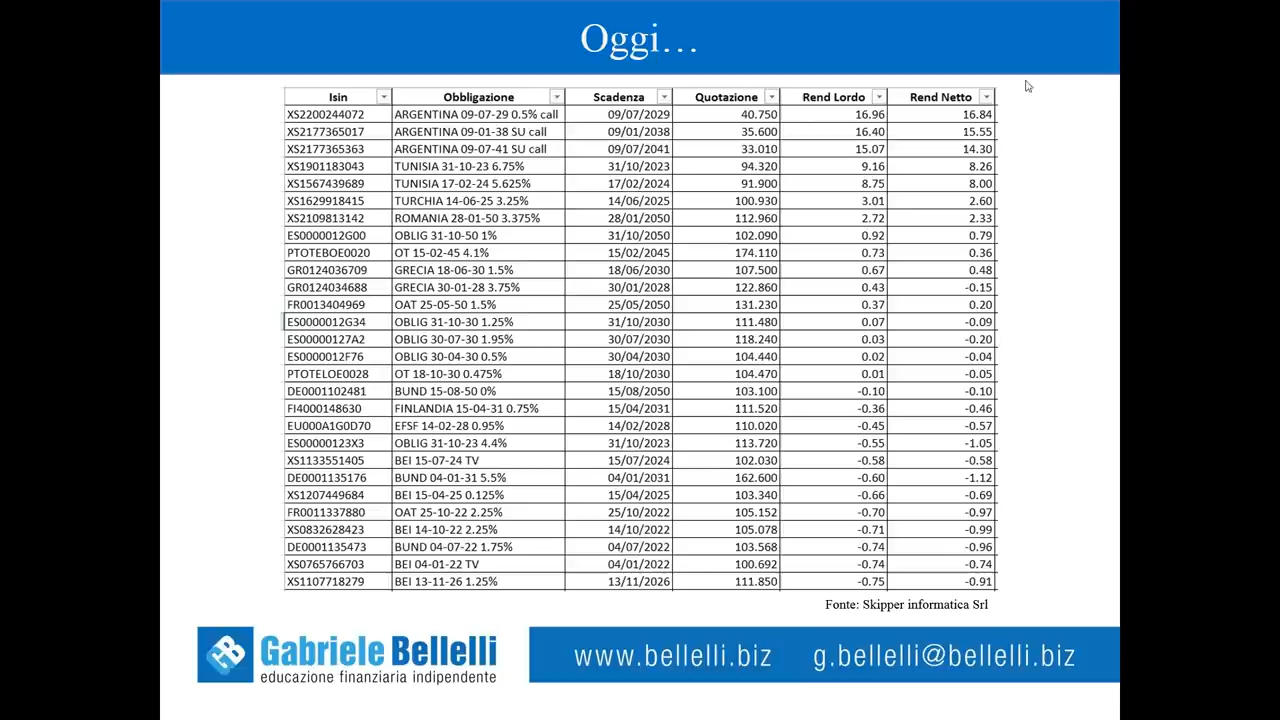 Oggi…
Isin Obbligazione Scadenza Quotazione Rend Lordo Rend Netto
XS2200244072 ARGENTINA 09-07-29 0.5% call 09/07/2029 40.750 16.96 16.84
XS2177365017 ARGENTINA 09-01-38 SU call 09/01/2038 35.600 16.40 15.55
XS2177365363 ARGENTINA 09-07-41 SU call 09/07/2041 33.010 15.07 14.30
XS1901183043 TUNISIA 31-10-23 6.75% 31/10/2023 94.320 9.16 8.26
XS1567439689 TUNISIA 17-02-24 5.625% 17/02/2024 91.900 8.75 8.00
XS1629918415 TURCHIA 14-06-25 3.25% 14/06/2025 100.930 3.01 2.60
XS2109813142 ROMANIA 28-01-50 3.375% 28/01/2050 112.960 2.72 2.33
ES0000012G00 OBLIG 31-10-50 1% 31/10/2050 102.090 0.92 0.79
PTOTEBOE0020 OT 15-02-45 4.1% 15/02/2045 174.110 0.73 0.36
GR0124036709 GRECIA 18-06-30 1.5% 18/06/2030 107.500 0.67 0.48
GR0124034688 GRECIA 30-01-28 3.75% 30/01/2028 122.860 0.43 -0.15
FR0013404969 OAT 25-05-50 1.5% 25/05/2050 131.230 0.37 0.20
ES0000012G34 OBLIG 31-10-30 1.25% 31/10/2030 111.480 0.07 -0.09
ES00000127A2 OBLIG 30-07-30 1.95% 30/07/2030 118.240 0.03 -0.20
ES0000012F76 OBLIG 30-04-30 0.5% 30/04/2030 104.440 0.02 -0.04
PTOTELOE0028 OT 18-10-30 0.475% 18/10/2030 104.470 0.01 -0.05
DE0001102481 BUND 15-08-50 0% 15/08/2050 103.100 -0.10 -0.10
FI4000148630 FINLANDIA 15-04-31 0.75% 15/04/2031 111.520 -0.36 -0.46
EU000A1G0D70 EFSF 14-02-28 0.95% 14/02/2028 110.020 -0.45 -0.57
ES00000123X3 OBLIG 31-10-23 4.4% 31/10/2023 113.720 -0.55 -1.05
XS1133551405 BEI 15-07-24 TV 15/07/2024 102.030 -0.58 -0.58
DE0001135176 BUND 04-01-31 5.5% 04/01/2031 162.600 -0.60 -1.12
XS1207449684 BEI 15-04-25 0.125% 15/04/2025 103.340 -0.66 -0.69
FR0011337880 OAT 25-10-22 2.25% 25/10/2022 105.152 -0.70 -0.97
XS0832628423 BEI 14-10-22 2.25% 14/10/2022 105.078 -0.71 -0.99
DE0001135473 BUND 04-07-22 1.75% 04/07/2022 103.568 -0.74 -0.96
XS0765766703 BEI 04-01-22 TV 04/01/2022 100.692 -0.74 -0.74
XS1107718279 BEI 13-11-26 1.25% 13/11/2026 111.850 -0.75 -0.91
Fonte: Skipper informatica Srl
Gabriele Bellelli
educazione finanziaria indipendente
www.bellelli.biz g.bellelli@bellelli.biz